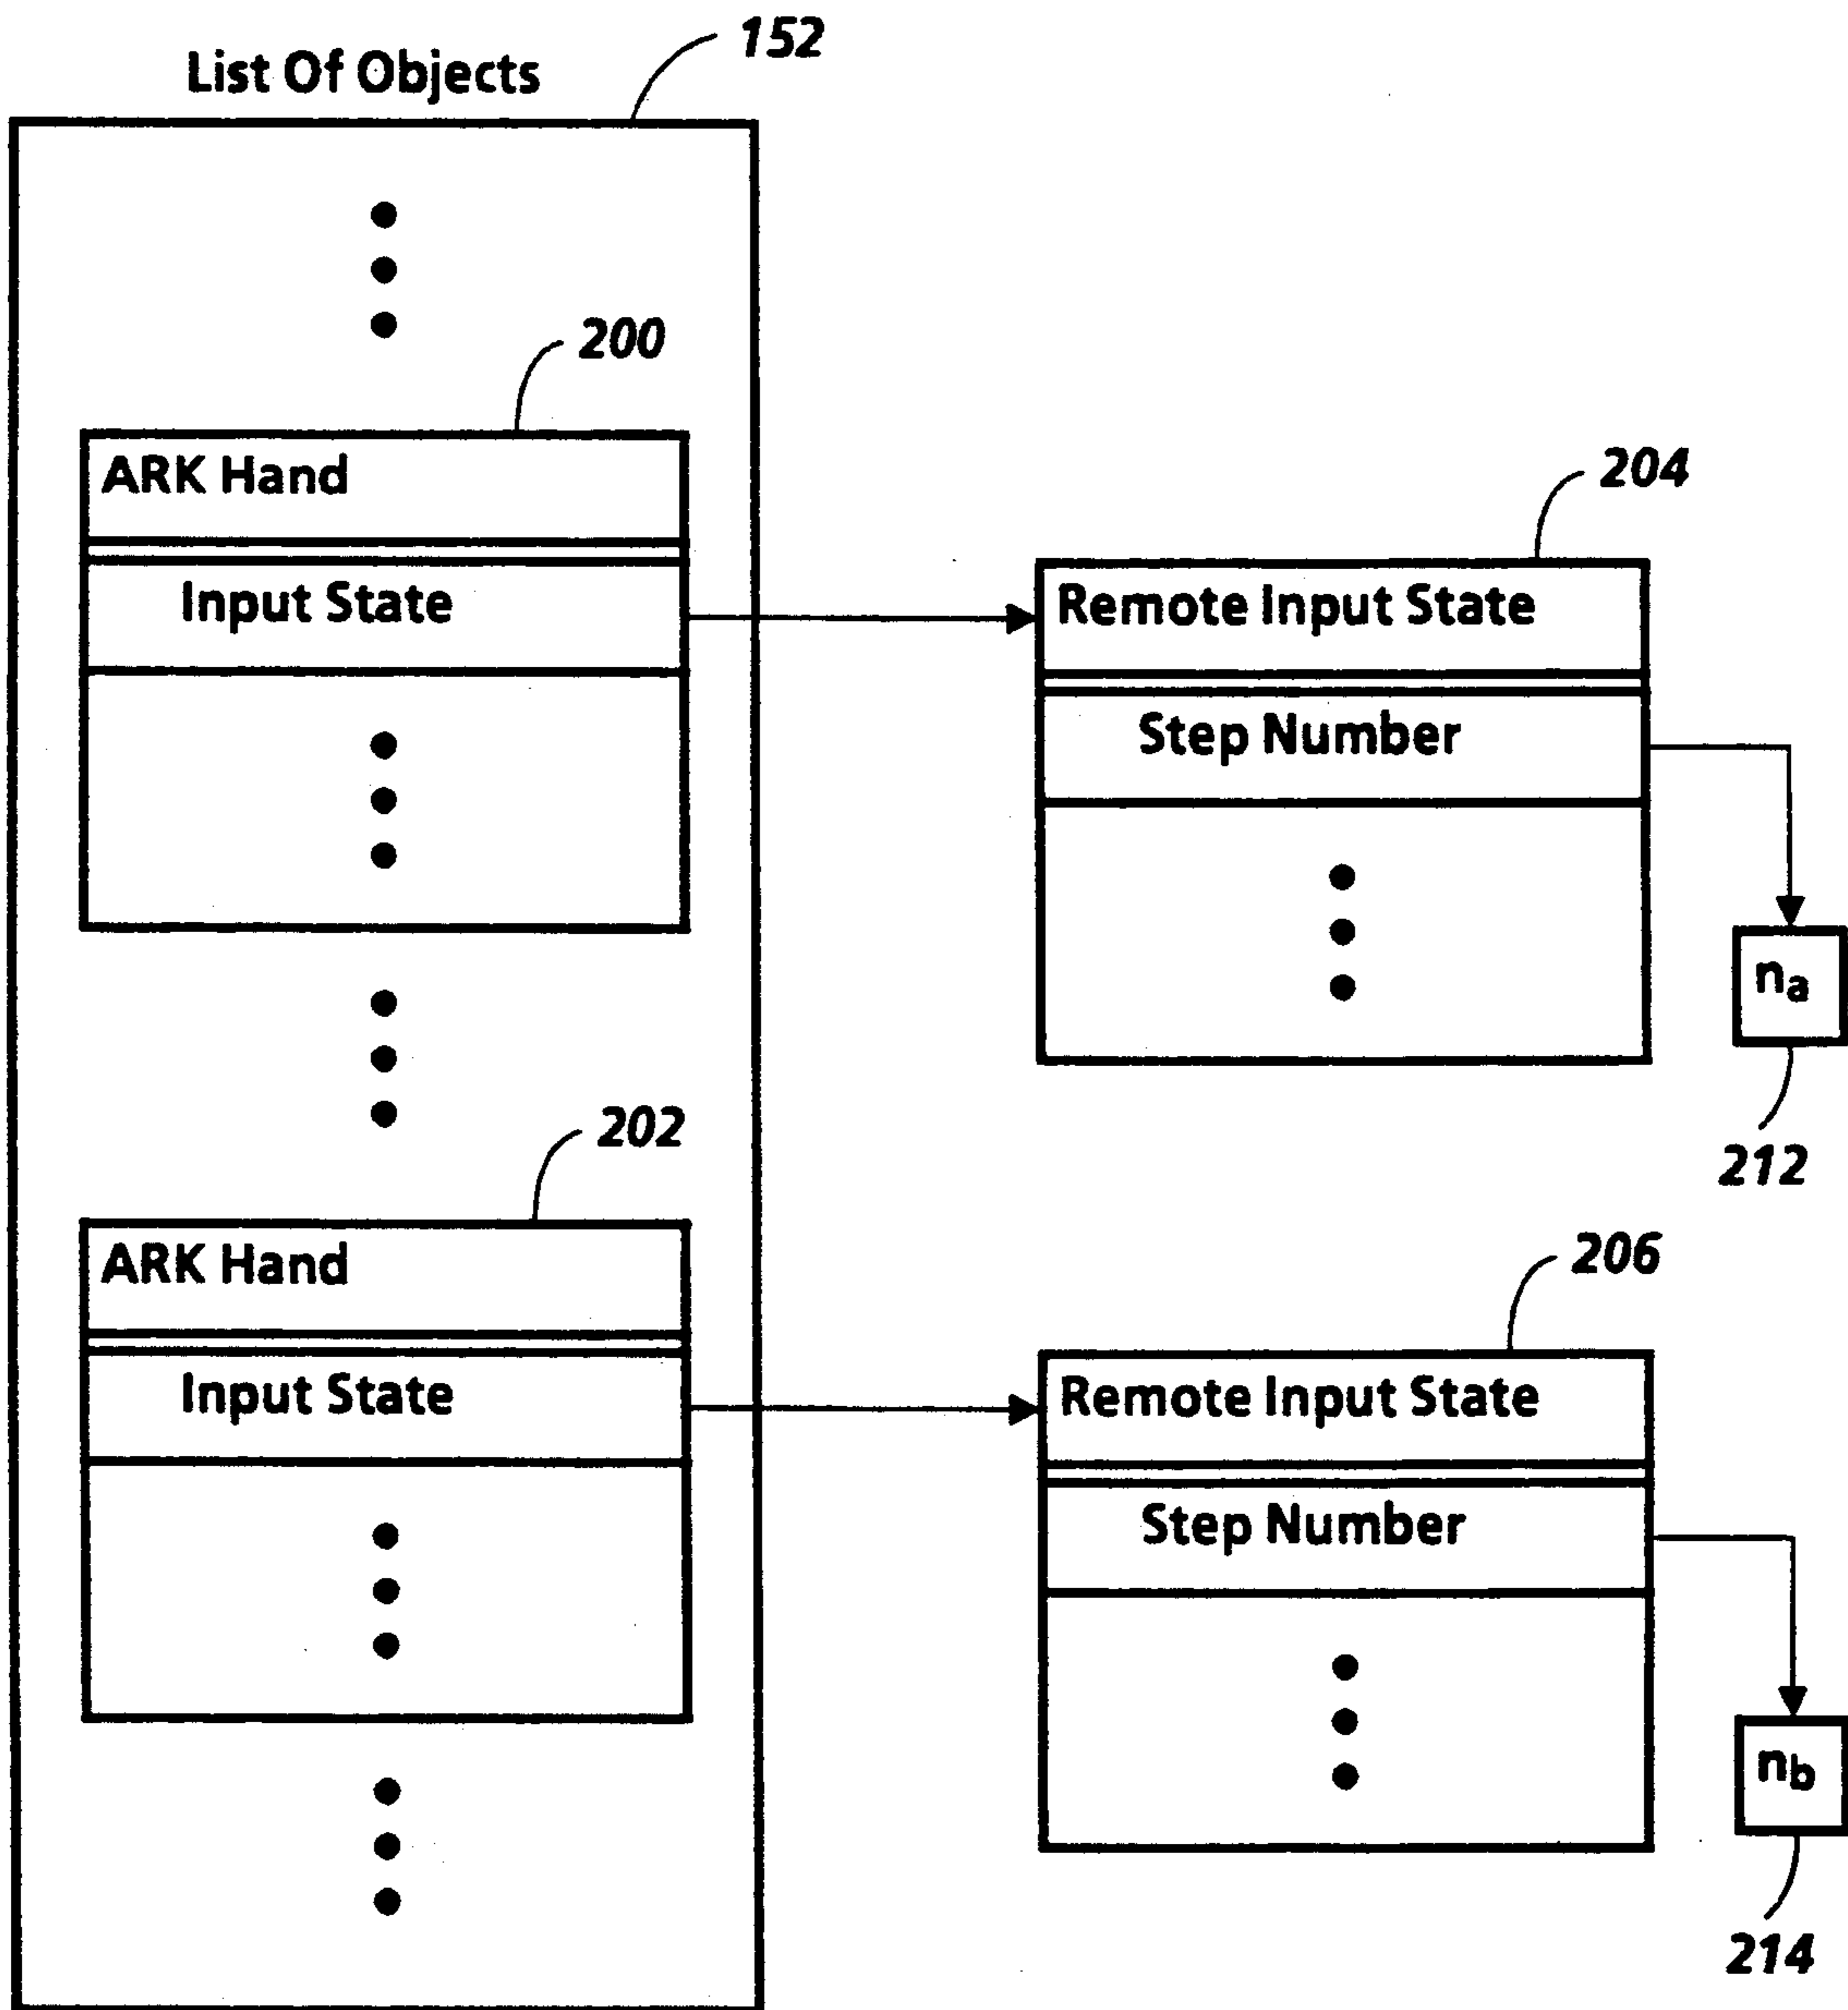 152
List Of Objects
200
ARK Hand
Input State
204
Remote Input State
Step Number
nₐ
212
202
ARK Hand
Input State
206
Remote Input State
Step Number
n_b
214